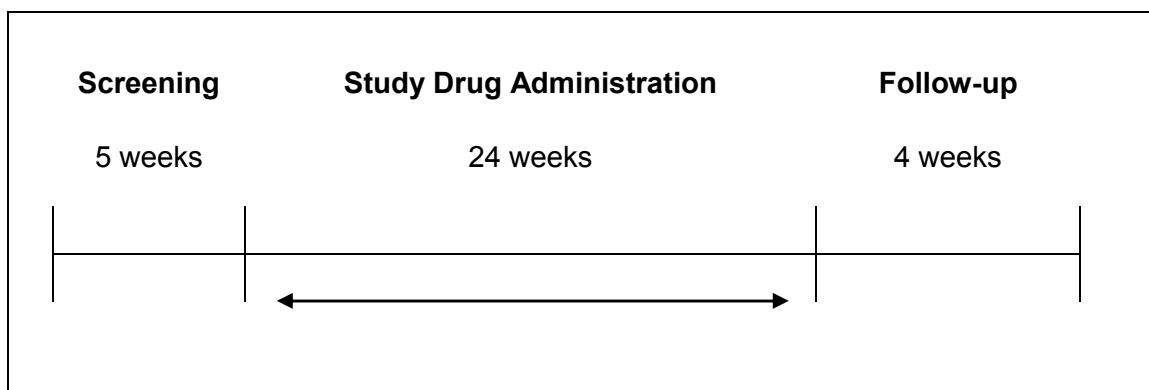 Screening Study Drug Administration Follow-up
5 weeks 24 weeks 4 weeks